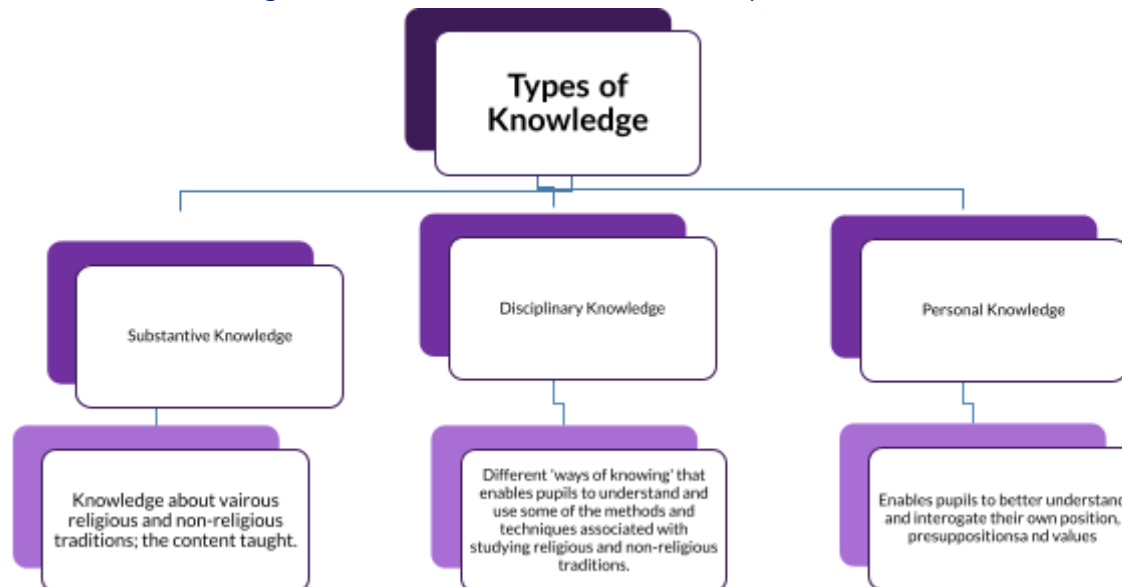 Types of
Knowledge
Substantive Knowledge
Disciplinary Knowledge
Personal Knowledge
Knowledge about vairous
religious and non-religious
traditions; the content taught.
Different 'ways of knowing' that
enables pupils to understand and
use some of the methods and
techniques associated with
studying religious and non-religious
traditions.
Enables pupils to better understand
and interogate their own position,
presuppositionsa nd values